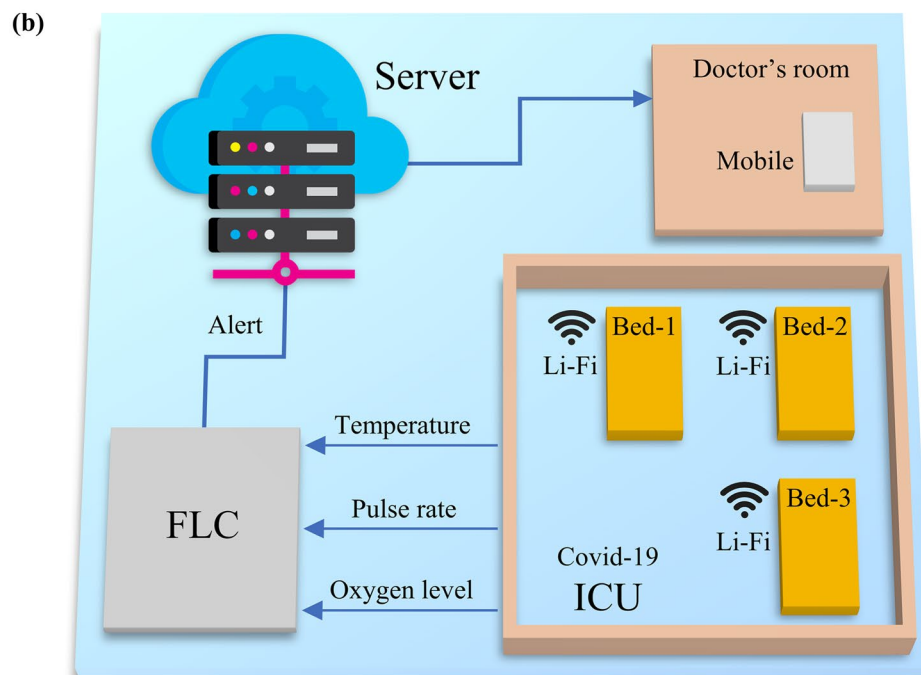 (b)
Server
Doctor's room
Mobile
Alert
Bed-1
Bed-2
Li-Fi
Li-Fi
Temperature
Pulse rate
Bed-3
FLC
Li-Fi
Covid-19
Oxygen level
ICU